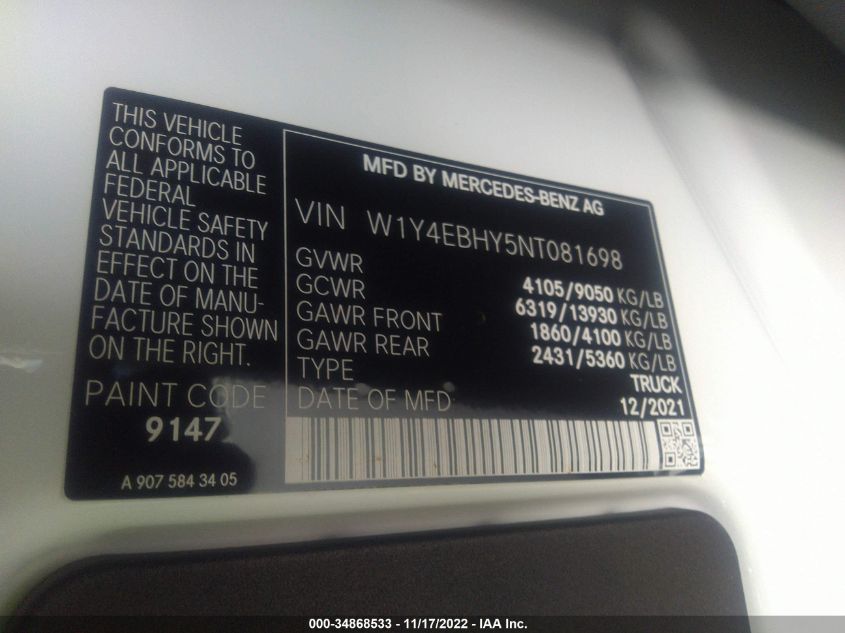 THIS VEHICLE
CONFORMS TO
ALL APPLICABLE
FEDERAL
VEHICLE SAFETY
STANDARDS IN
EFFECT ON THE
DATE OF MANU-
FACTURE SHOWN
ON THE RIGHT.
PAINT CODE
9147
A 907 584 34 05
MFD BY MERCEDES-BENZ AG
VIN W1Y4EBHY5NT081698
GVWR 4105/9050 KG/LB
GCWR 6319/13930 KG/LB
GAWR FRONT 1860/4100 KG/LB
GAWR REAR 2431/5360 KG/LB
TYPE TRUCK
DATE OF MFD 12/2021
000-34868533 - 11/17/2022 - IAA Inc.